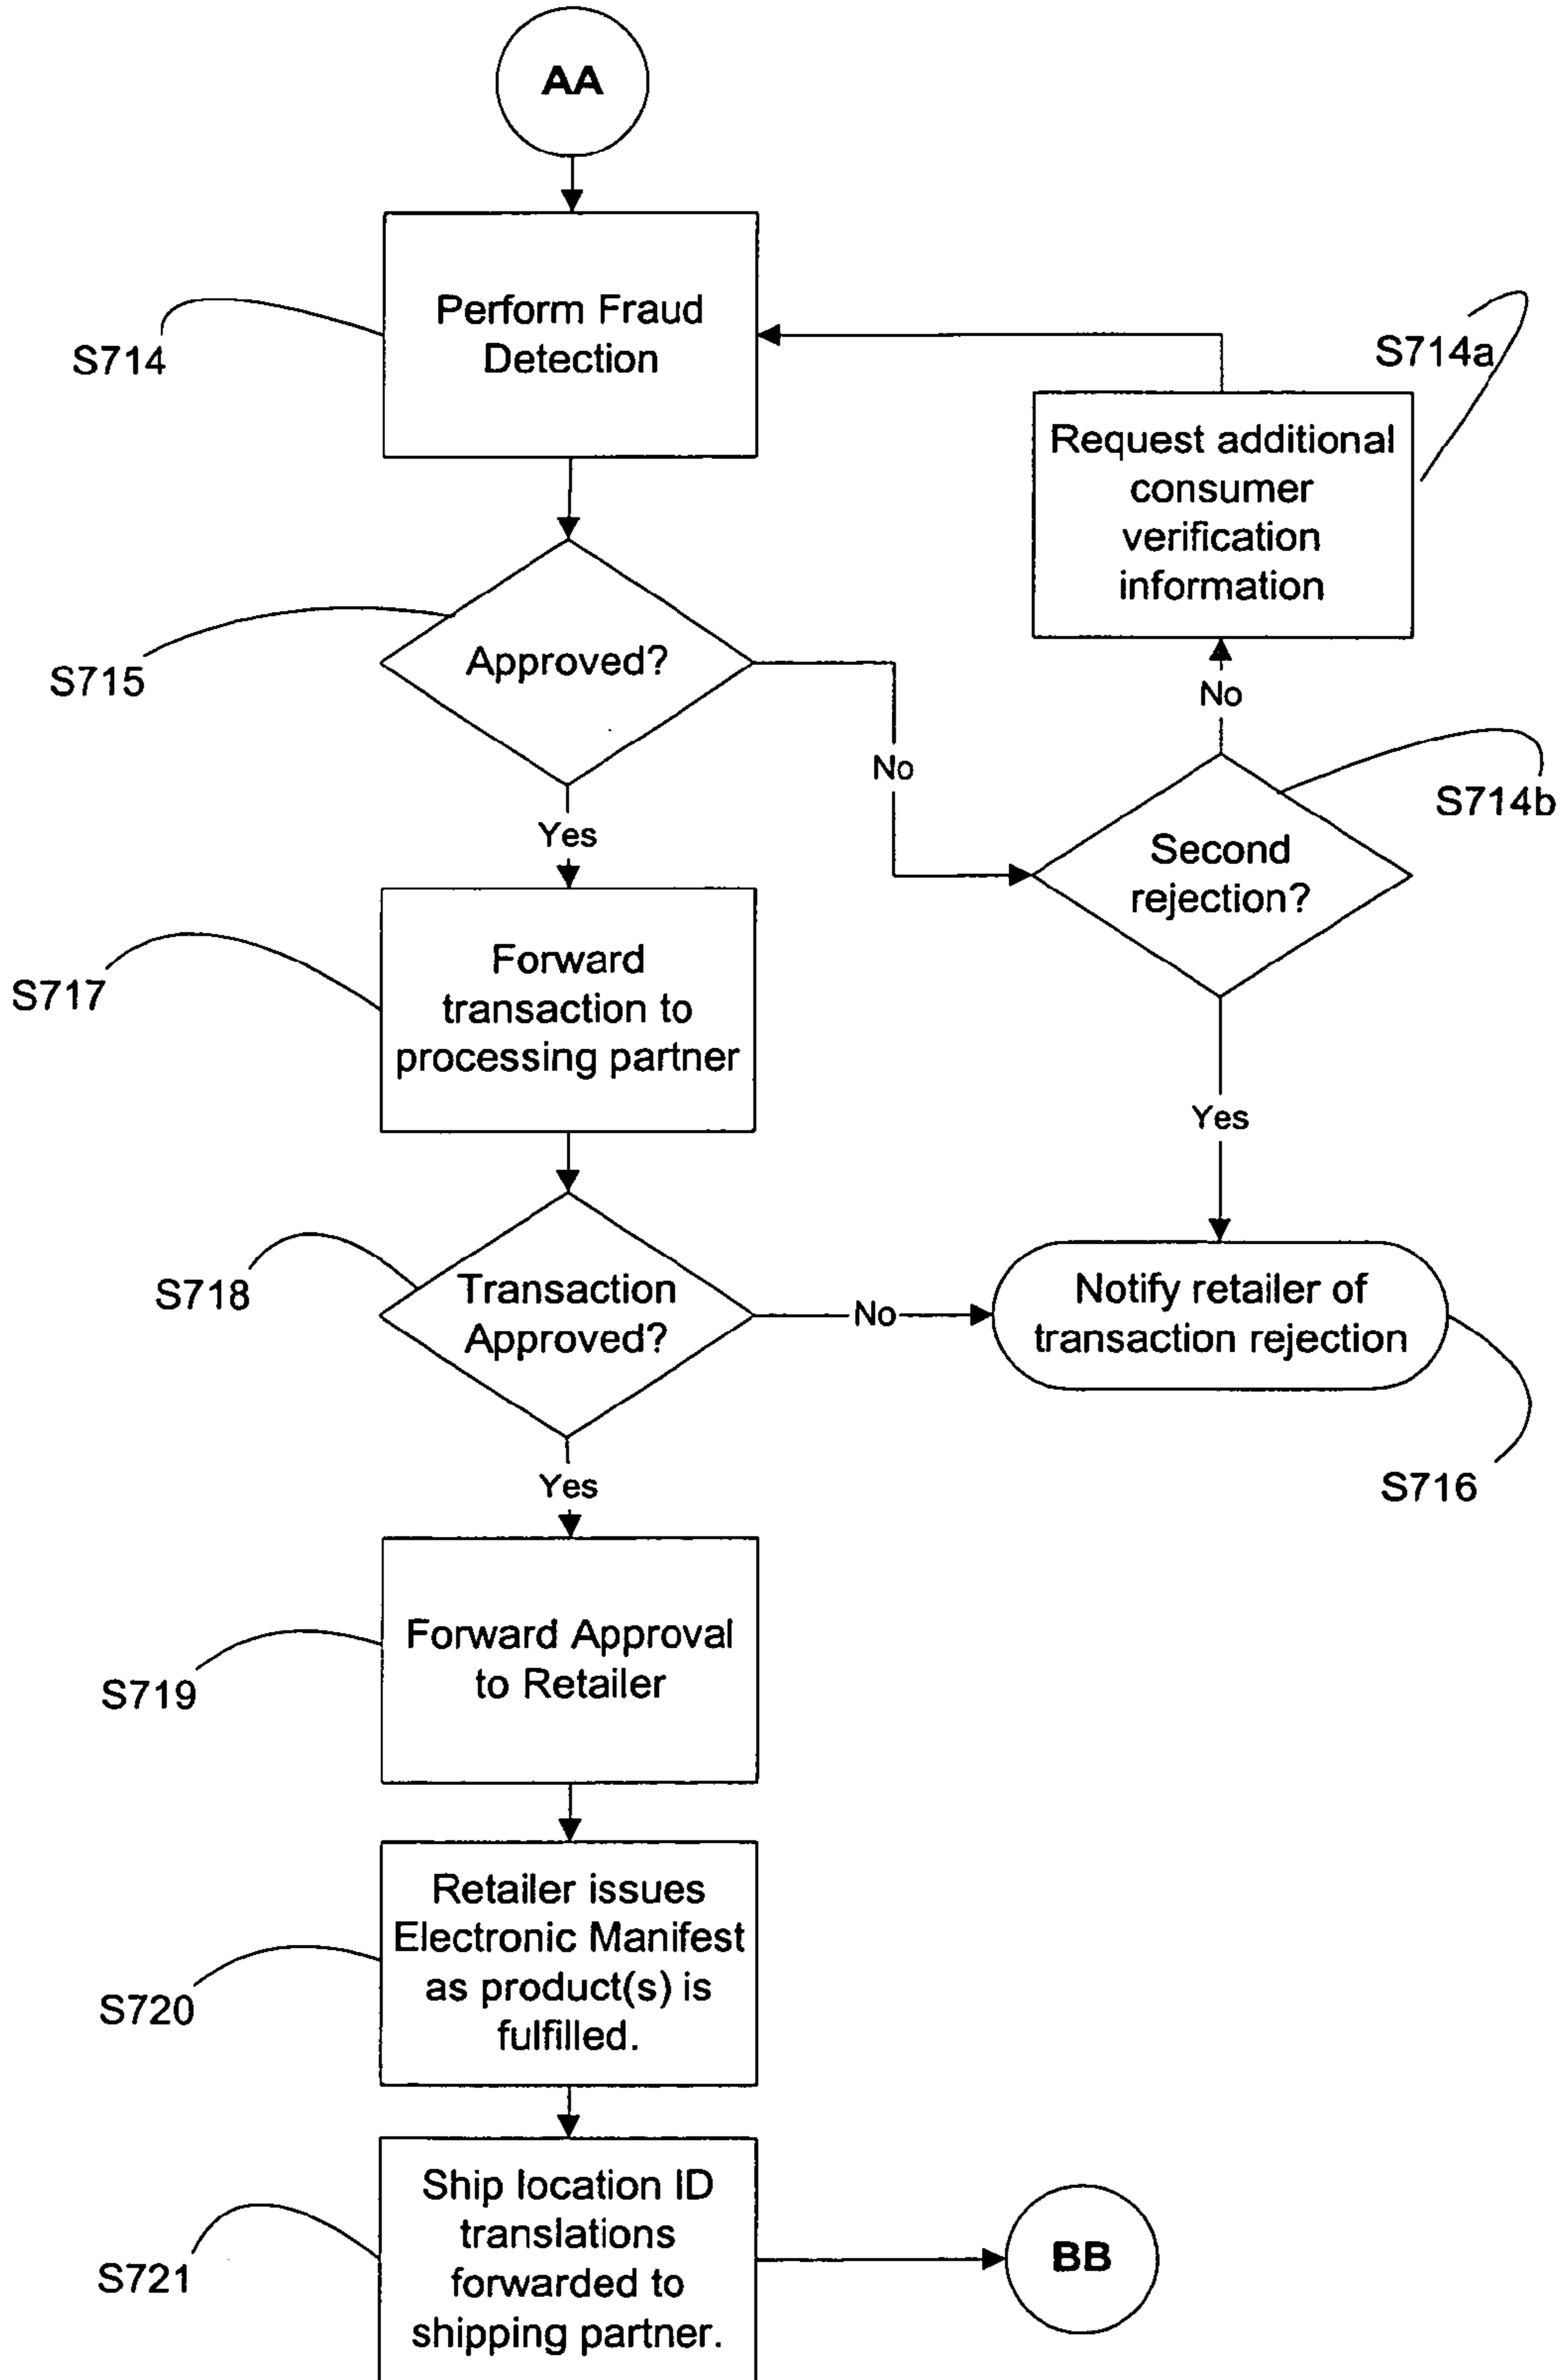 AA
Perform Fraud
Detection
S714
S714a
Request additional
consumer
verification
information
Approved?
S715
No
No
S714b
Yes
Second
rejection?
Forward
transaction to
processing partner
S717
Yes
Transaction
Approved?
S718
No
Notify retailer of
transaction rejection
S716
Yes
Forward Approval
to Retailer
S719
Retailer issues
Electronic Manifest
as product(s) is
fulfilled.
S720
Ship location ID
translations
forwarded to
shipping partner.
S721
BB